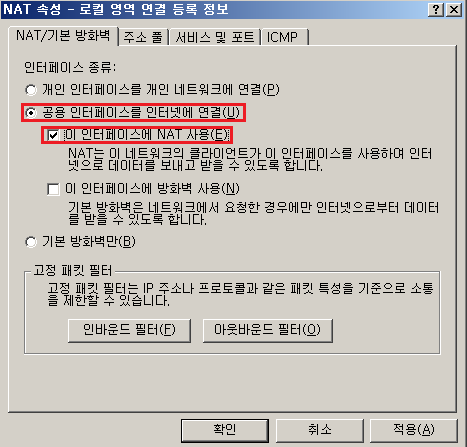 NAT 속성 - 로컬 영역 연결 등록 정보
NAT/기본 방화벽 주소 풀 서비스 및 포트 ICMP
인터페이스 종류:
개인 인터페이스를 개인 네트워크에 연결(P)
공용 인터페이스를 인터넷에 연결(U)
이 인터페이스에 NAT 사용(E)
NAT는 이 네트워크의 클라이언트가 이 인터페이스를 사용하여 인터
넷으로 데이터를 보내고 받을 수 있도록 합니다.
이 인터페이스에 방화벽 사용(N)
기본 방화벽은 네트워크에서 요청한 경우에만 인터넷으로부터 데이터
를 받을 수 있도록 합니다.
기본 방화벽만(B)
고정 패킷 필터
고정 패킷 필터는 IP 주소나 프로토콜과 같은 패킷 특성을 기준으로 소통
을 제한할 수 있습니다.
인바운드 필터(F) 아웃바운드 필터(O)
확인 취소 적용(A)